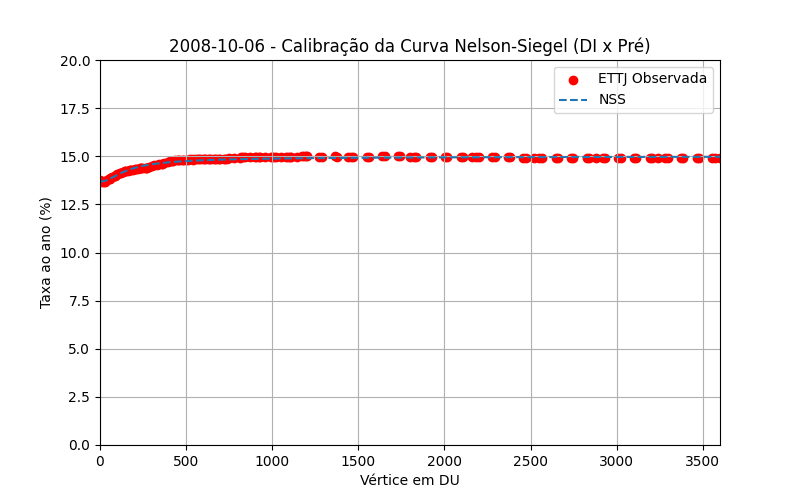 2008-10-06 - Calibração da Curva Nelson-Siegel (DI x Pré)
ETTJ Observada
NSS
Taxa ao ano (%)
20.0
17.5
15.0
12.5
10.0
7.5
5.0
2.5
0.0
0 500 1000 1500 2000 2500 3000 3500
Vértice em DU